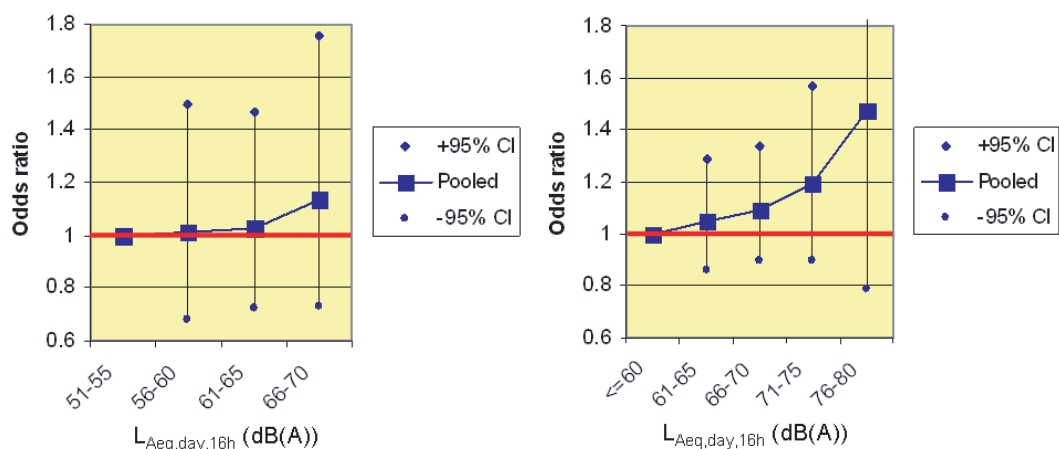 1.8
1.6
1.4
1.2
1
0.8
0.6
Odds ratio
51-55
56-60
61-65
66-70
L Aeq,day,16h (dB(A))
+95% CI
Pooled
-95% CI
1.8
1.6
1.4
1.2
1
0.8
0.6
Odds ratio
<=60
61-65
66-70
71-75
76-80
L Aeq,day,16h (dB(A))
+95% CI
Pooled
-95% CI